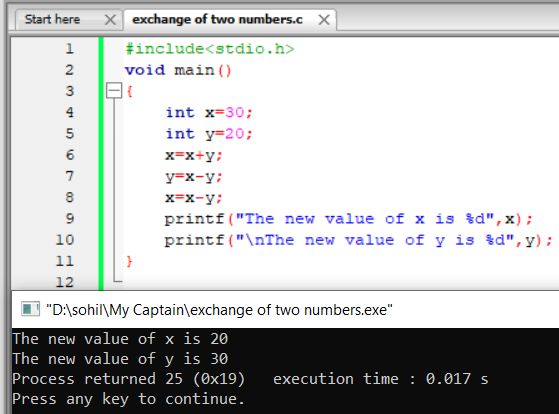 Start here X exchange of two numbers.c X
1 #include<stdio.h>
2 void main()
3 {
4 int x=30;
5 int y=20;
6 x=x+y;
7 y=x-y;
8 x=x-y;
9 printf("The new value of x is %d",x);
10 printf("\nThe new value of y is %d",y);
11 }
12
"D:\sohil\My Captain\exchange of two numbers.exe"
The new value of x is 20
The new value of y is 30
Process returned 25 (0x19)   execution time : 0.017 s
Press any key to continue.